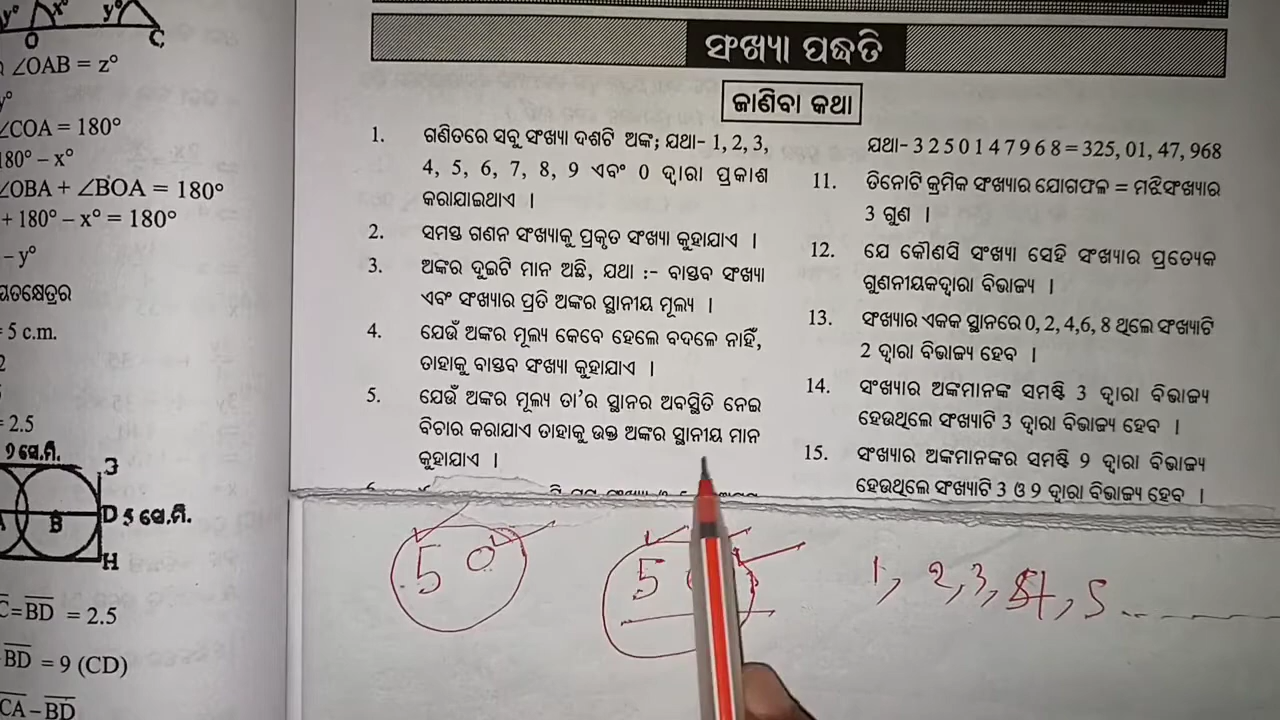 y° x° y°
O C
∠OAB = z°
y°
∠COA = 180°
180° – x°
∠OBA + ∠BOA = 180°
+ 180° – x° = 180°
– y°
= 5 c.m.
2
= 2.5
9 ସେ.ମି.
B D 5 ସେ.ମି.
H
C = BD = 2.5
BD = 9 (CD)
CA – BD
ସଂଖ୍ୟା ପଦ୍ଧତି
ଜାଣିବା କଥା
1. ଗଣିତରେ ସବୁ ସଂଖ୍ୟା ଦଶଟି ଅଙ୍କ; ଯଥା- 1, 2, 3,
4, 5, 6, 7, 8, 9 ଏବଂ 0 ଦ୍ୱାରା ପ୍ରକାଶ
କରାଯାଇଥାଏ ।
2. ସମସ୍ତ ଗଣନ ସଂଖ୍ୟାକୁ ପ୍ରକୃତ ସଂଖ୍ୟା କୁହାଯାଏ ।
3. ଅଙ୍କର ଦୁଇଟି ମାନ ଅଛି, ଯଥା :- ବାସ୍ତବ ସଂଖ୍ୟା
ଏବଂ ସଂଖ୍ୟାର ପ୍ରତି ଅଙ୍କର ସ୍ଥାନୀୟ ମୂଲ୍ୟ ।
4. ଯେଉଁ ଅଙ୍କର ମୂଲ୍ୟ କେବେ ହେଲେ ବଦଳେ ନାହିଁ,
ତାହାକୁ ବାସ୍ତବ ସଂଖ୍ୟା କୁହାଯାଏ ।
5. ଯେଉଁ ଅଙ୍କର ମୂଲ୍ୟ ତା'ର ସ୍ଥାନର ଅବସ୍ଥିତି ନେଇ
ବିଚାର କରାଯାଏ ତାହାକୁ ଉକ୍ତ ଅଙ୍କର ସ୍ଥାନୀୟ ମାନ
କୁହାଯାଏ ।
ଯଥା- 3 2 5 0 1 4 7 9 6 8 = 325, 01, 47, 968
11. ତିନୋଟି କ୍ରମିକ ସଂଖ୍ୟାର ଯୋଗଫଳ = ମଝିସଂଖ୍ୟାର
3 ଗୁଣ ।
12. ଯେ କୌଣସି ସଂଖ୍ୟା ସେହି ସଂଖ୍ୟାର ପ୍ରତ୍ୟେକ
ଗୁଣନୀୟକଦ୍ୱାରା ବିଭାଜ୍ୟ ।
13. ସଂଖ୍ୟାର ଏକକ ସ୍ଥାନରେ 0, 2, 4,6, 8 ଥିଲେ ସଂଖ୍ୟାଟି
2 ଦ୍ୱାରା ବିଭାଜ୍ୟ ହେବ ।
14. ସଂଖ୍ୟାର ଅଙ୍କମାନଙ୍କ ସମଷ୍ଟି 3 ଦ୍ୱାରା ବିଭାଜ୍ୟ
ହେଉଥିଲେ ସଂଖ୍ୟାଟି 3 ଦ୍ୱାରା ବିଭାଜ୍ୟ ହେବ ।
15. ସଂଖ୍ୟାର ଅଙ୍କମାନଙ୍କର ସମଷ୍ଟି 9 ଦ୍ୱାରା ବିଭାଜ୍ୟ
ହେଉଥିଲେ ସଂଖ୍ୟାଟି 3 ଓ 9 ଦ୍ୱାରା ବିଭାଜ୍ୟ ହେବ ।
5 0 5 1, 2, 3, 4, 5